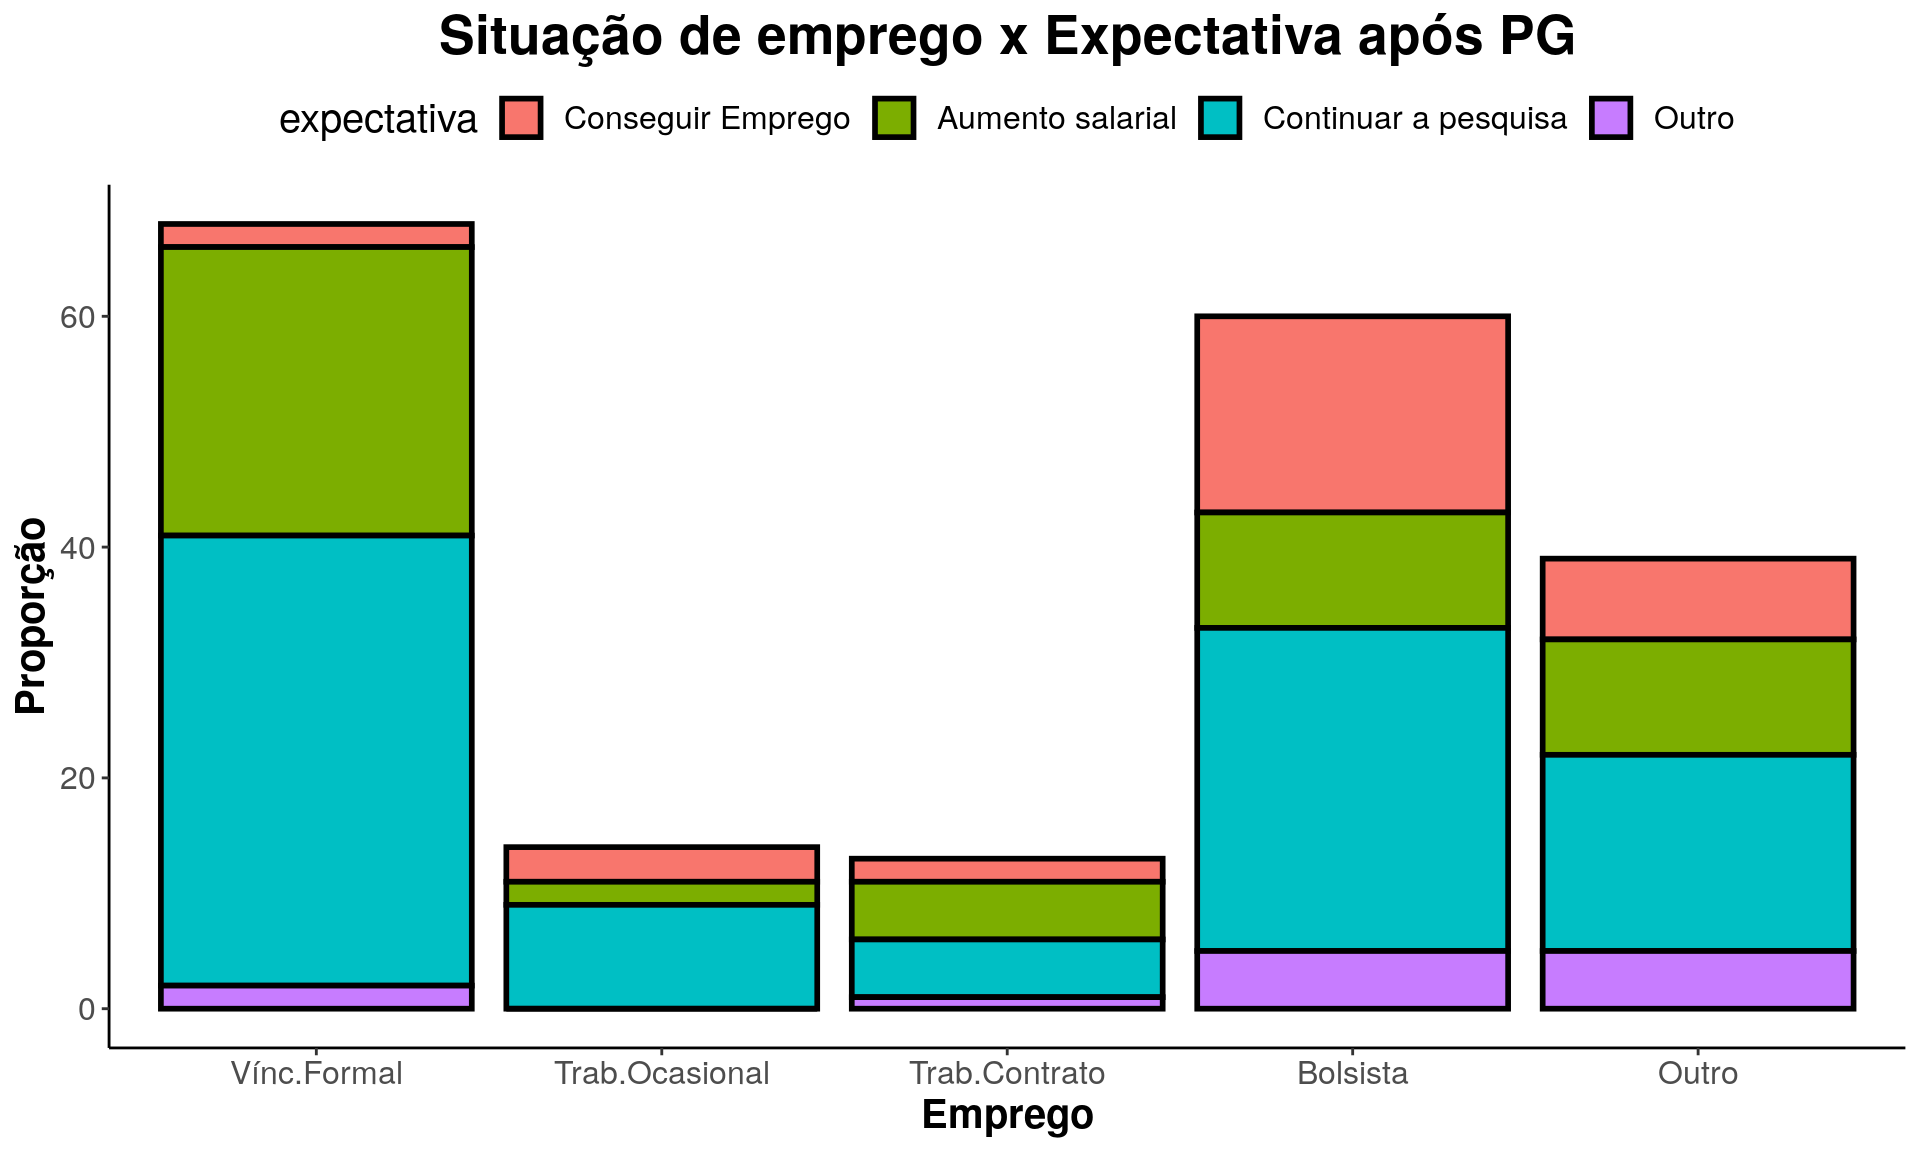 Situação de emprego x Expectativa após PG
expectativa Conseguir Emprego Aumento salarial Continuar a pesquisa Outro
Proporção
60
40
20
0
Vínc.Formal Trab.Ocasional Trab.Contrato Bolsista Outro
Emprego